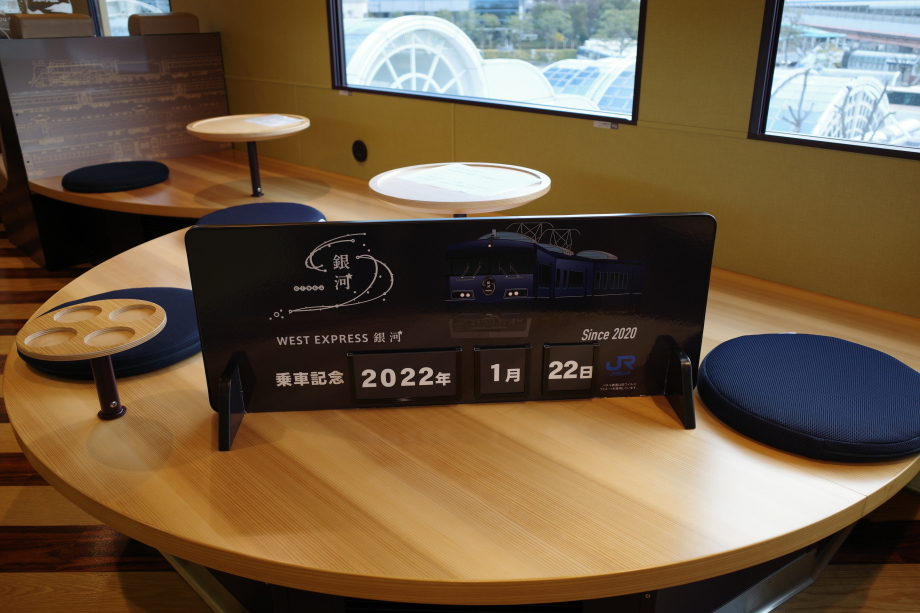 銀河
GINGA
WEST EXPRESS 銀河
Since 2020
乗車記念 2022年 1月 22日
JR